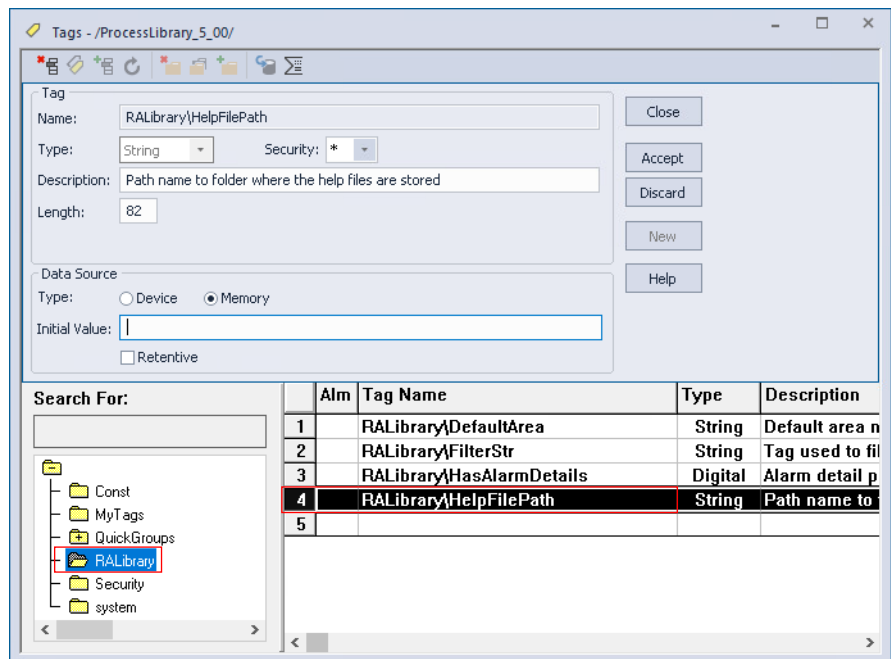 Tags - /ProcessLibrary_5_00/
Tag
Name: RALibrary\HelpFilePath
Close
Type: String Security: *
Accept
Description: Path name to folder where the help files are stored
Discard
Length: 82
New
Data Source
Help
Type: Device Memory
Initial Value:
Retentive
Search For:
Alm Tag Name Type Description
1 RALibrary\DefaultArea String Default area n
2 RALibrary\FilterStr String Tag used to fil
3 RALibrary\HasAlarmDetails Digital Alarm detail p
4 RALibrary\HelpFilePath String Path name to
5
Const
MyTags
QuickGroups
RALibrary
Security
system